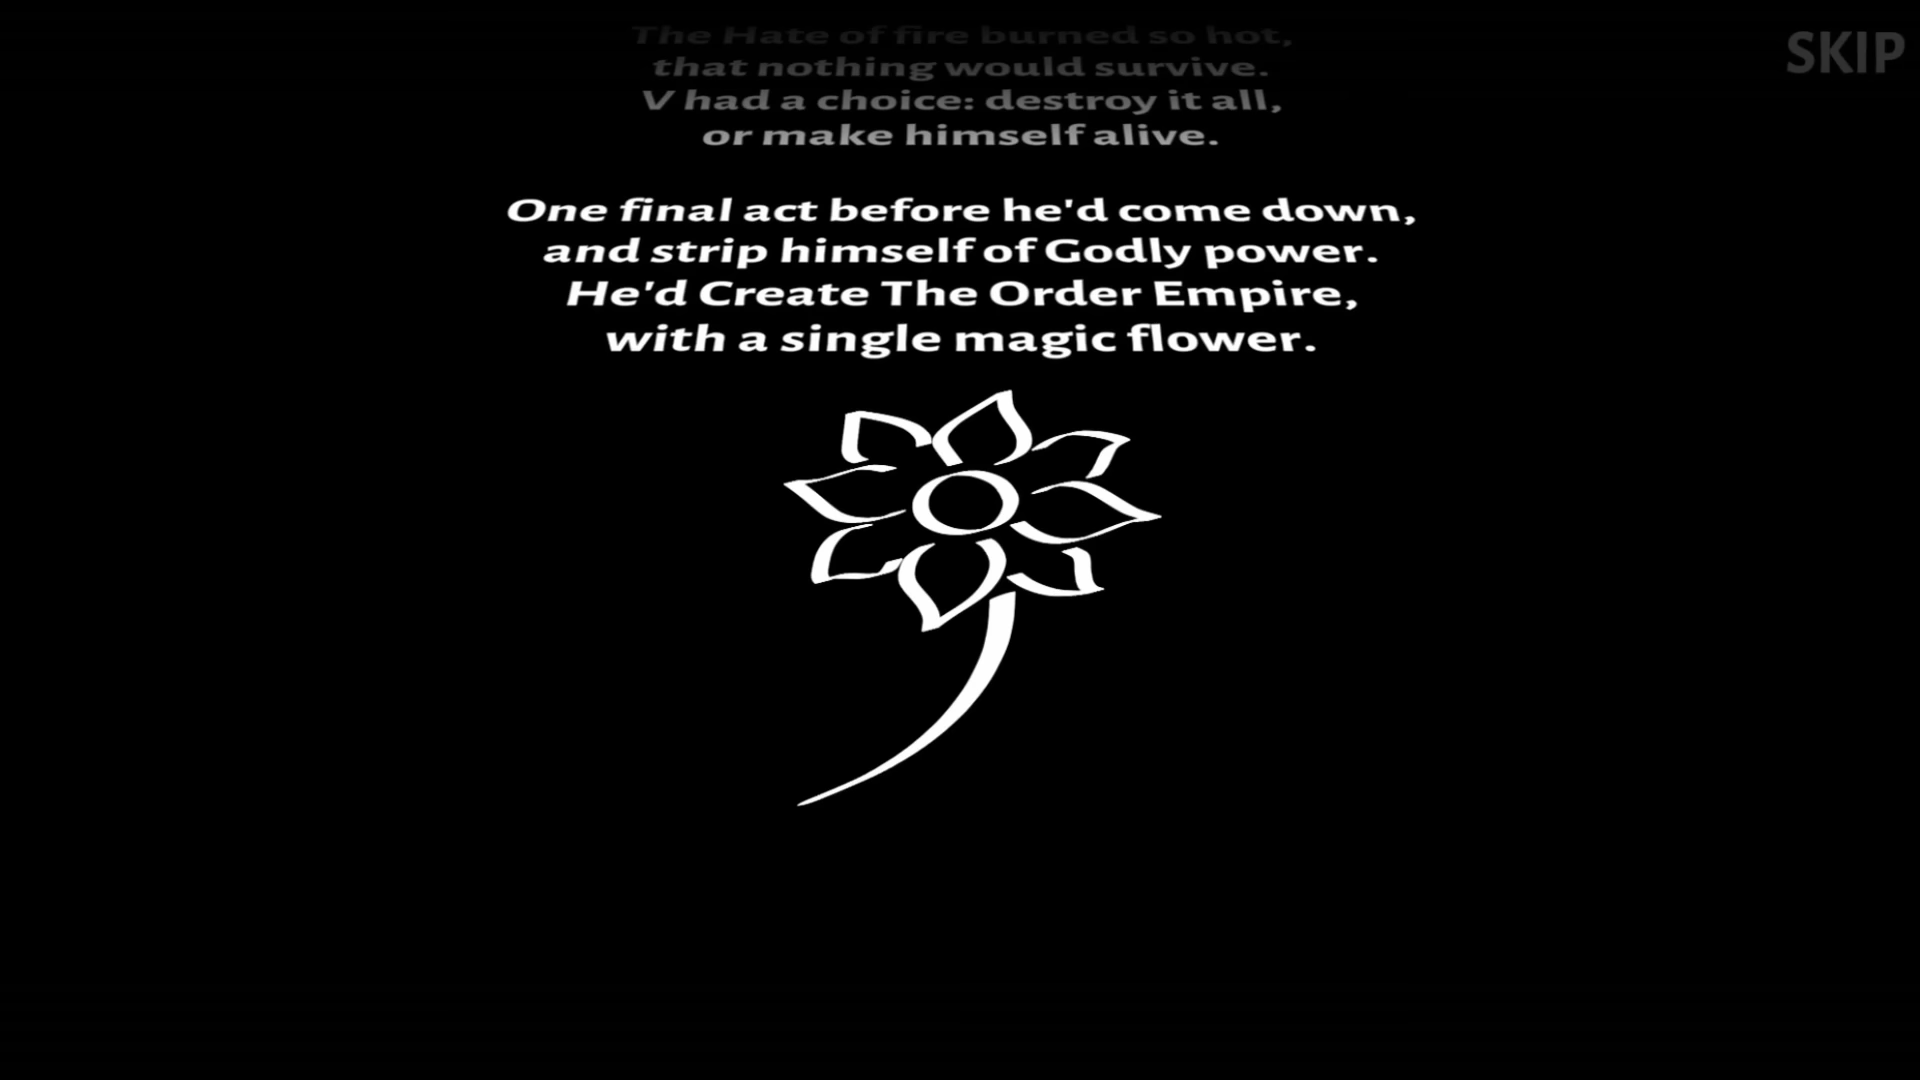 The Hate of fire burned so hot,
that nothing would survive.
V had a choice: destroy it all,
or make himself alive.
One final act before he'd come down,
and strip himself of Godly power.
He'd Create The Order Empire,
with a single magic flower.
SKIP